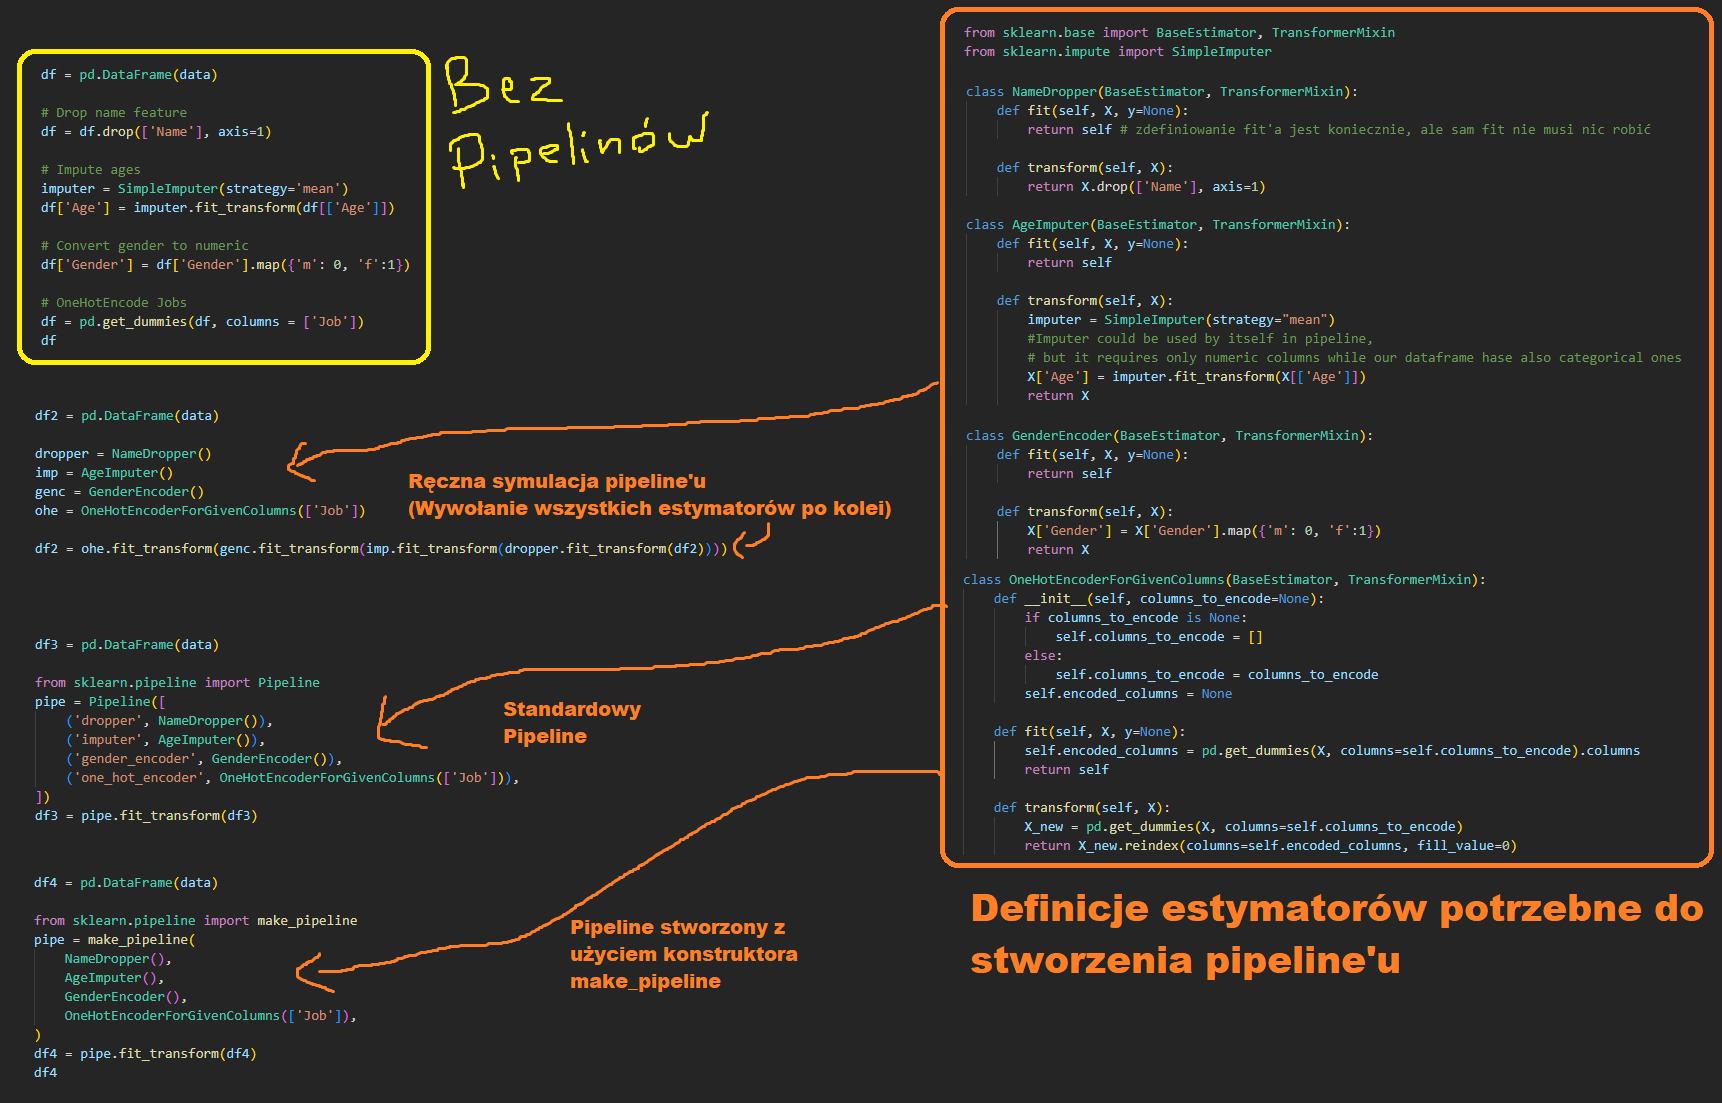 df = pd.DataFrame(data)
# Drop name feature
df = df.drop(['Name'], axis=1)
# Impute ages
imputer = SimpleImputer(strategy='mean')
df['Age'] = imputer.fit_transform(df[['Age']])
# Convert gender to numeric
df['Gender'] = df['Gender'].map({'m': 0, 'f':1})
# OneHotEncode Jobs
df = pd.get_dummies(df, columns = ['Job'])
df
Bez
Pipelinów
df2 = pd.DataFrame(data)
dropper = NameDropper()
imp = AgeImputer()
genc = GenderEncoder()
ohe = OneHotEncoderForGivenColumns(['Job'])
df2 = ohe.fit_transform(genc.fit_transform(imp.fit_transform(dropper.fit_transform(df2))))
Ręczna symulacja pipeline'u
(Wywołanie wszystkich estymatorów po kolei)
df3 = pd.DataFrame(data)
from sklearn.pipeline import Pipeline
pipe = Pipeline([
    ('dropper', NameDropper()),
    ('imputer', AgeImputer()),
    ('gender_encoder', GenderEncoder()),
    ('one_hot_encoder', OneHotEncoderForGivenColumns(['Job'])),
])
df3 = pipe.fit_transform(df3)
Standardowy
Pipeline
df4 = pd.DataFrame(data)
from sklearn.pipeline import make_pipeline
pipe = make_pipeline(
    NameDropper(),
    AgeImputer(),
    GenderEncoder(),
    OneHotEncoderForGivenColumns(['Job']),
)
df4 = pipe.fit_transform(df4)
df4
Pipeline stworzony z
użyciem konstruktora
make_pipeline
from sklearn.base import BaseEstimator, TransformerMixin
from sklearn.impute import SimpleImputer
class NameDropper(BaseEstimator, TransformerMixin):
    def fit(self, X, y=None):
        return self # zdefiniowanie fit'a jest koniecznie, ale sam fit nie musi nic robić
    def transform(self, X):
        return X.drop(['Name'], axis=1)
class AgeImputer(BaseEstimator, TransformerMixin):
    def fit(self, X, y=None):
        return self
    def transform(self, X):
        imputer = SimpleImputer(strategy="mean")
        #Imputer could be used by itself in pipeline,
        # but it requires only numeric columns while our dataframe hase also categorical ones
        X['Age'] = imputer.fit_transform(X[['Age']])
        return X
class GenderEncoder(BaseEstimator, TransformerMixin):
    def fit(self, X, y=None):
        return self
    def transform(self, X):
        X['Gender'] = X['Gender'].map({'m': 0, 'f':1})
        return X
class OneHotEncoderForGivenColumns(BaseEstimator, TransformerMixin):
    def __init__(self, columns_to_encode=None):
        if columns_to_encode is None:
            self.columns_to_encode = []
        else:
            self.columns_to_encode = columns_to_encode
        self.encoded_columns = None
    def fit(self, X, y=None):
        self.encoded_columns = pd.get_dummies(X, columns=self.columns_to_encode).columns
        return self
    def transform(self, X):
        X_new = pd.get_dummies(X, columns=self.columns_to_encode)
        return X_new.reindex(columns=self.encoded_columns, fill_value=0)
Definicje estymatorów potrzebne do
stworzenia pipeline'u